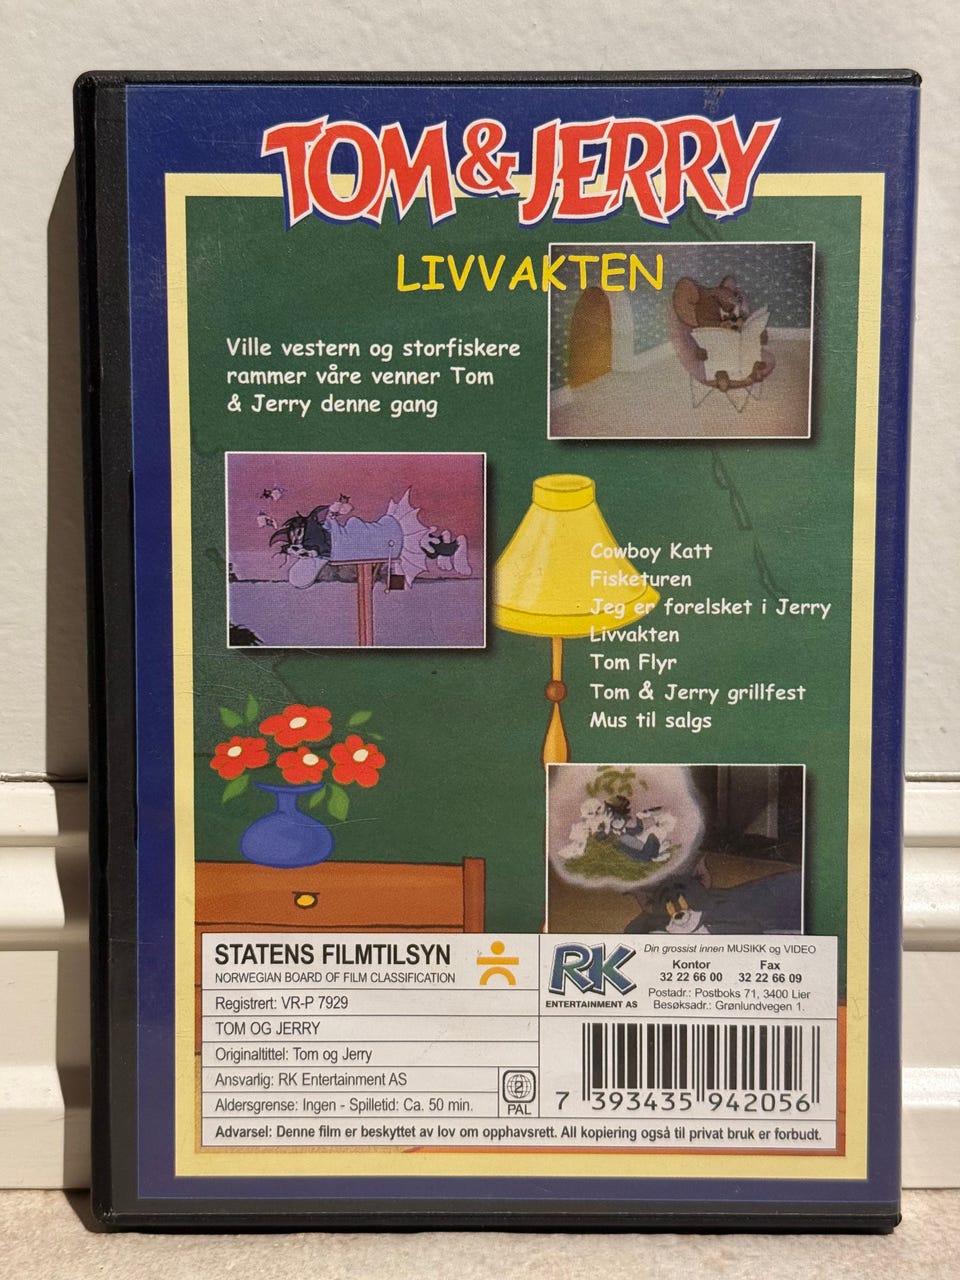 TOM & JERRY
LIVVAKTEN
Ville vestern og storfiskere
rammer våre venner Tom
& Jerry denne gang
Cowboy Katt
Fisketuren
Jeg er forelsket i Jerry
Livvakten
Tom Flyr
Tom & Jerry grillfest
Mus til salgs
STATENS FILMTILSYN
NORWEGIAN BOARD OF FILM CLASSIFICATION
Registrert: VR-P 7929
TOM OG JERRY
Originaltittel: Tom og Jerry
Ansvarlig: RK Entertainment AS
Aldersgrense: Ingen - Spilletid: Ca. 50 min.
2
PAL
RK
ENTERTAINMENT AS
Din grossist innen MUSIKK og VIDEO
Kontor Fax
32 22 66 00 32 22 66 09
Postadr.: Postboks 71, 3400 Lier
Besøksadr.: Grønlundvegen 1.
7 393435 942056
Advarsel: Denne film er beskyttet av lov om opphavsrett. All kopiering også til privat bruk er forbudt.